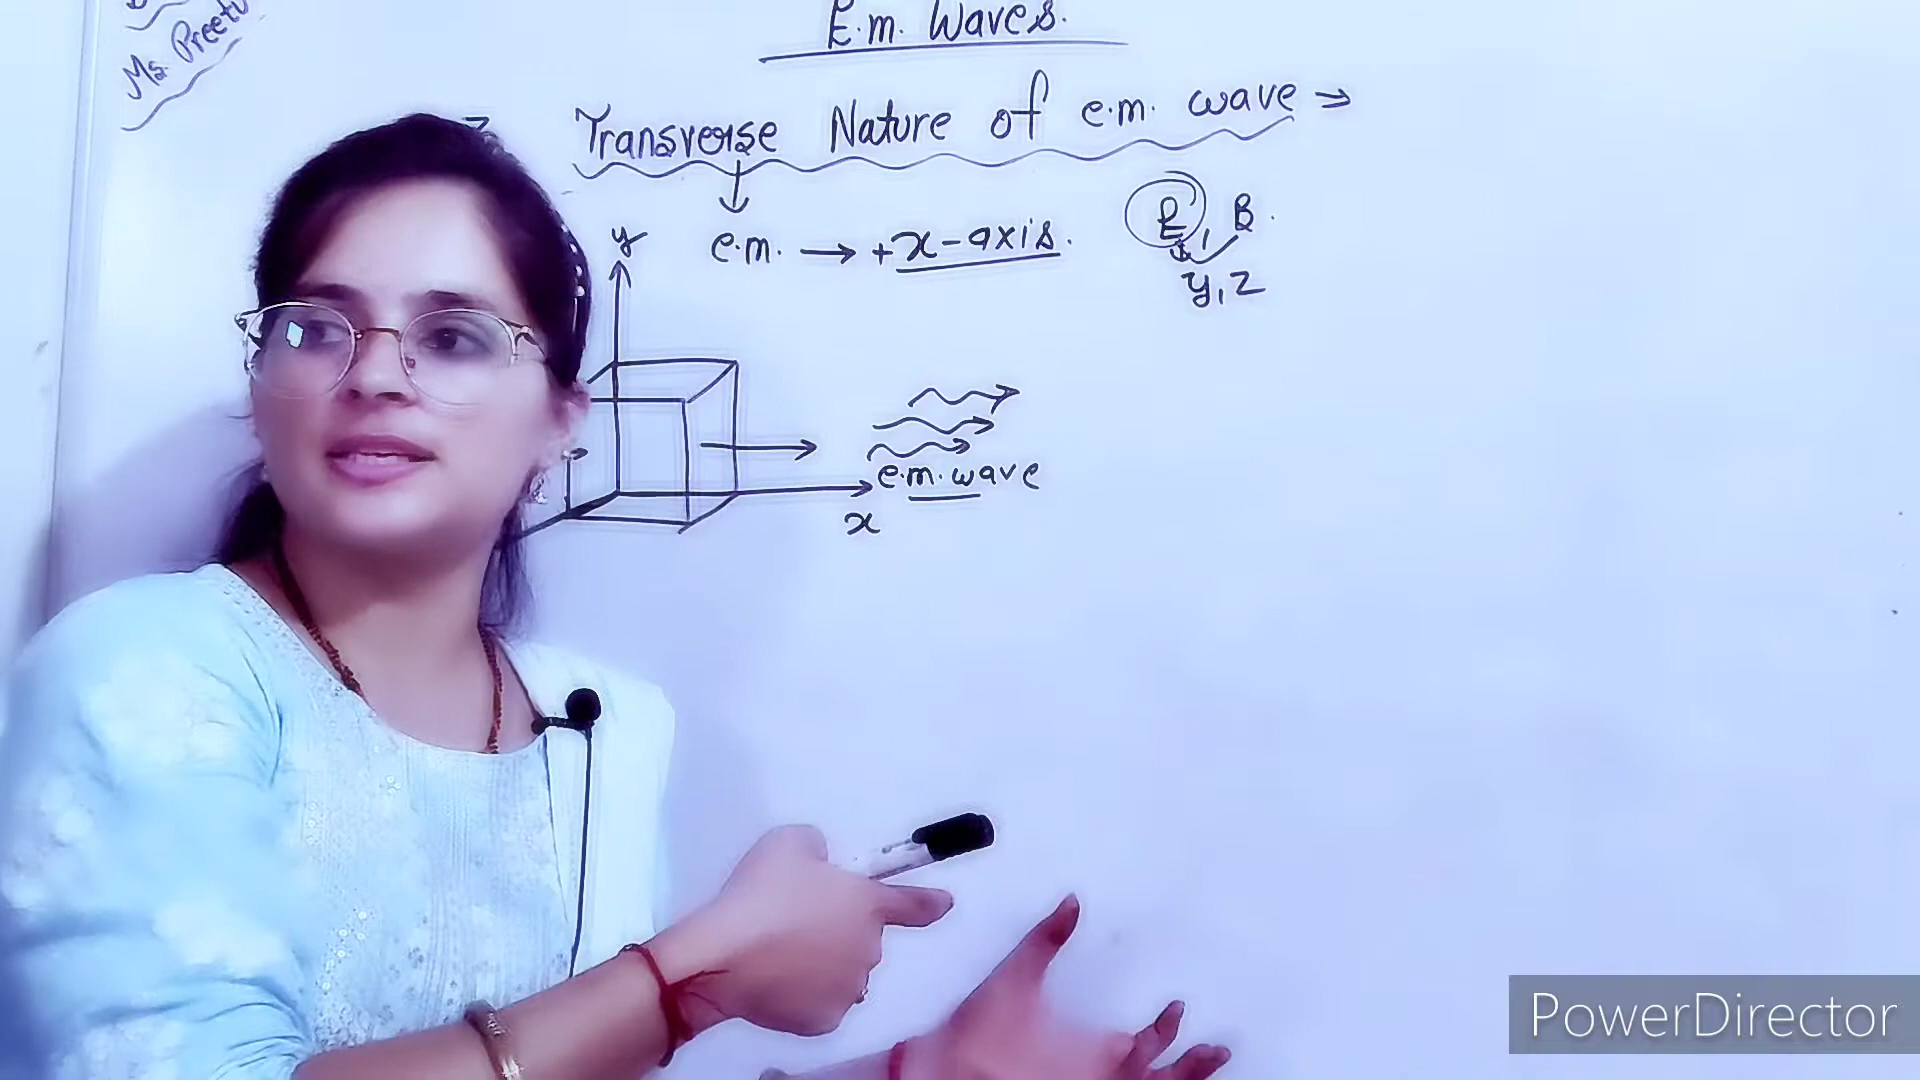 Ms. Preetu
E.m. Waves.
Transverse Nature of e.m. wave ⇒
e.m. → +x-axis.
E, B.
y, z
y
e.m. wave
x
PowerDirector